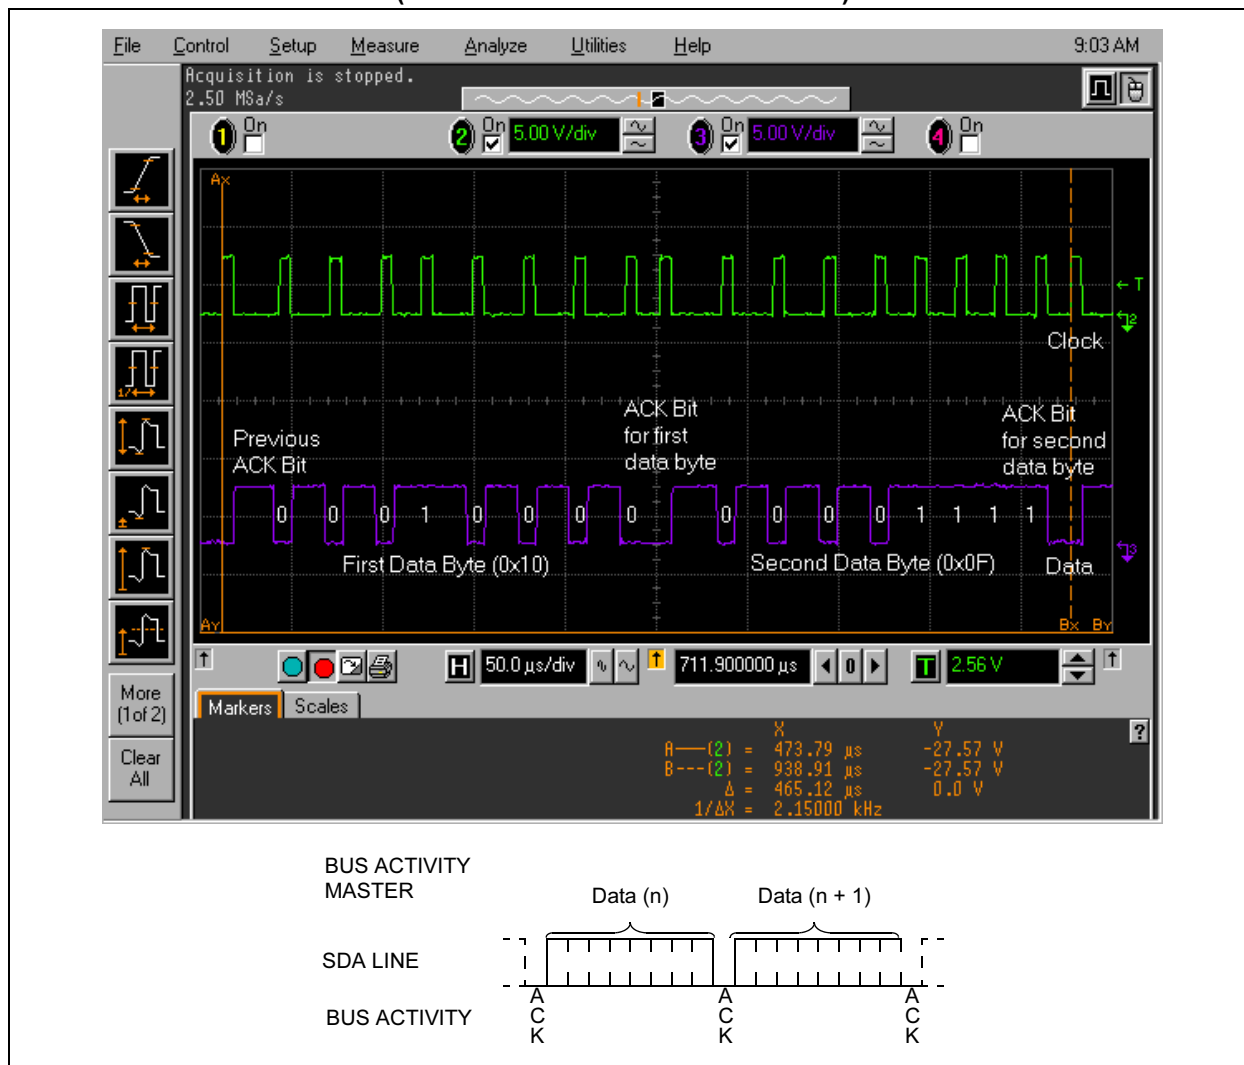 File Control Setup Measure Analyze Utilities Help 9:03 AM
Acquisition is stopped.
2.50 MSa/s
1 On 2 On 5.00 V/div 3 On 5.00 V/div 4 On
Ax
T
2
Clock
Previous
ACK Bit
ACK Bit
for first
data byte
ACK Bit
for second
data byte
0 0 0 1 0 0 0 0 0 0 0 0 1 1 1 1
First Data Byte (0x10)
Second Data Byte (0x0F)
Data
3
Ay
Bx By
1/
H 50.0 µs/div 711.900000 µs 0 T 2.56 V
More
(1 of 2)
Clear
All
Markers Scales
?
X Y
A---(2) = 473.79 µs -27.57 V
B---(2) = 938.91 µs -27.57 V
Δ = 465.12 µs 0.0 V
1/ΔX = 2.15000 kHz
BUS ACTIVITY
MASTER
Data (n) Data (n + 1)
SDA LINE
BUS ACTIVITY
ACK
ACK
ACK